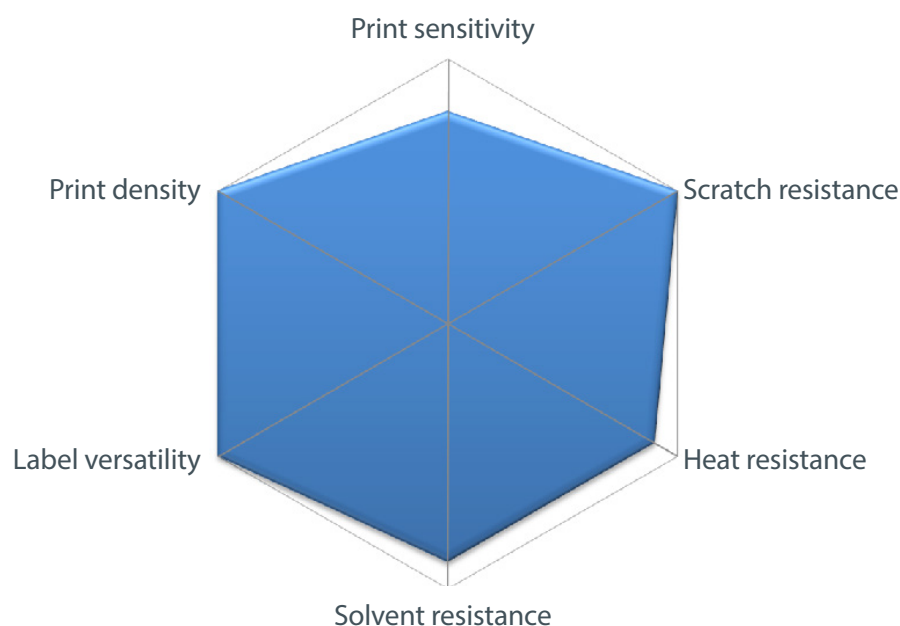 Print sensitivity
Print density
Scratch resistance
Label versatility
Heat resistance
Solvent resistance